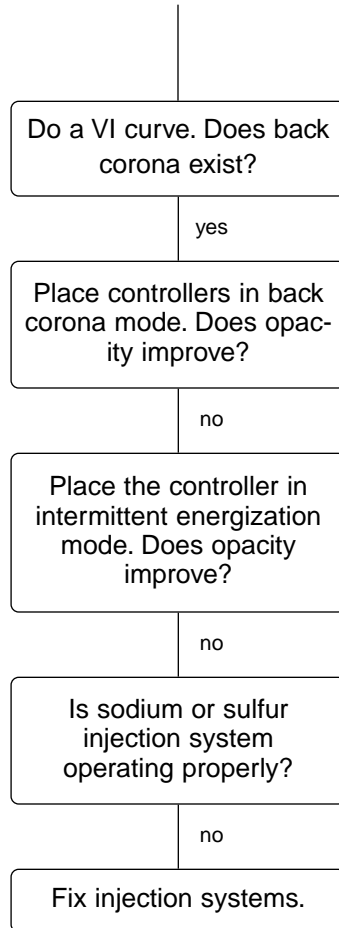 Do a VI curve. Does back
corona exist?
yes
Place controllers in back
corona mode. Does opac-
ity improve?
no
Place the controller in
intermittent energization
mode. Does opacity
improve?
no
Is sodium or sulfur
injection system
operating properly?
no
Fix injection systems.